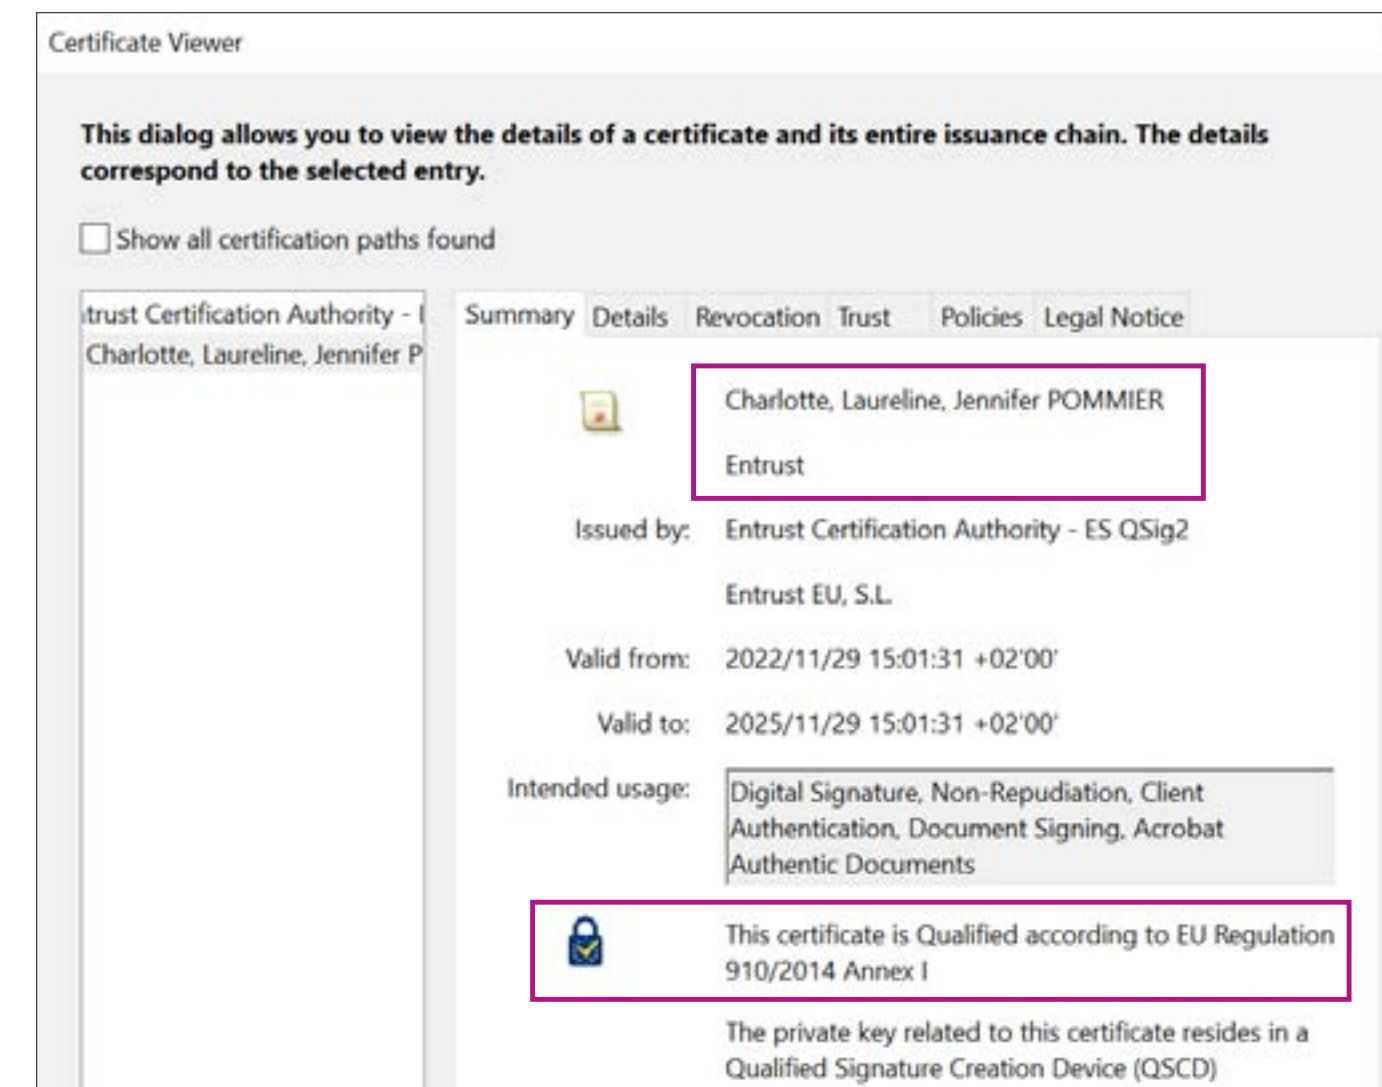 Certificate Viewer
This dialog allows you to view the details of a certificate and its entire issuance chain. The details
correspond to the selected entry.
Show all certification paths found
trust Certification Authority -
Charlotte, Laureline, Jennifer P
Summary Details Revocation Trust Policies Legal Notice
Charlotte, Laureline, Jennifer POMMIER
Entrust
Issued by: Entrust Certification Authority - ES QSig2
Entrust EU, S.L.
Valid from: 2022/11/29 15:01:31 +02'00'
Valid to: 2025/11/29 15:01:31 +02'00'
Intended usage: Digital Signature, Non-Repudiation, Client
Authentication, Document Signing, Acrobat
Authentic Documents
This certificate is Qualified according to EU Regulation
910/2014 Annex I
The private key related to this certificate resides in a
Qualified Signature Creation Device (QSCD)